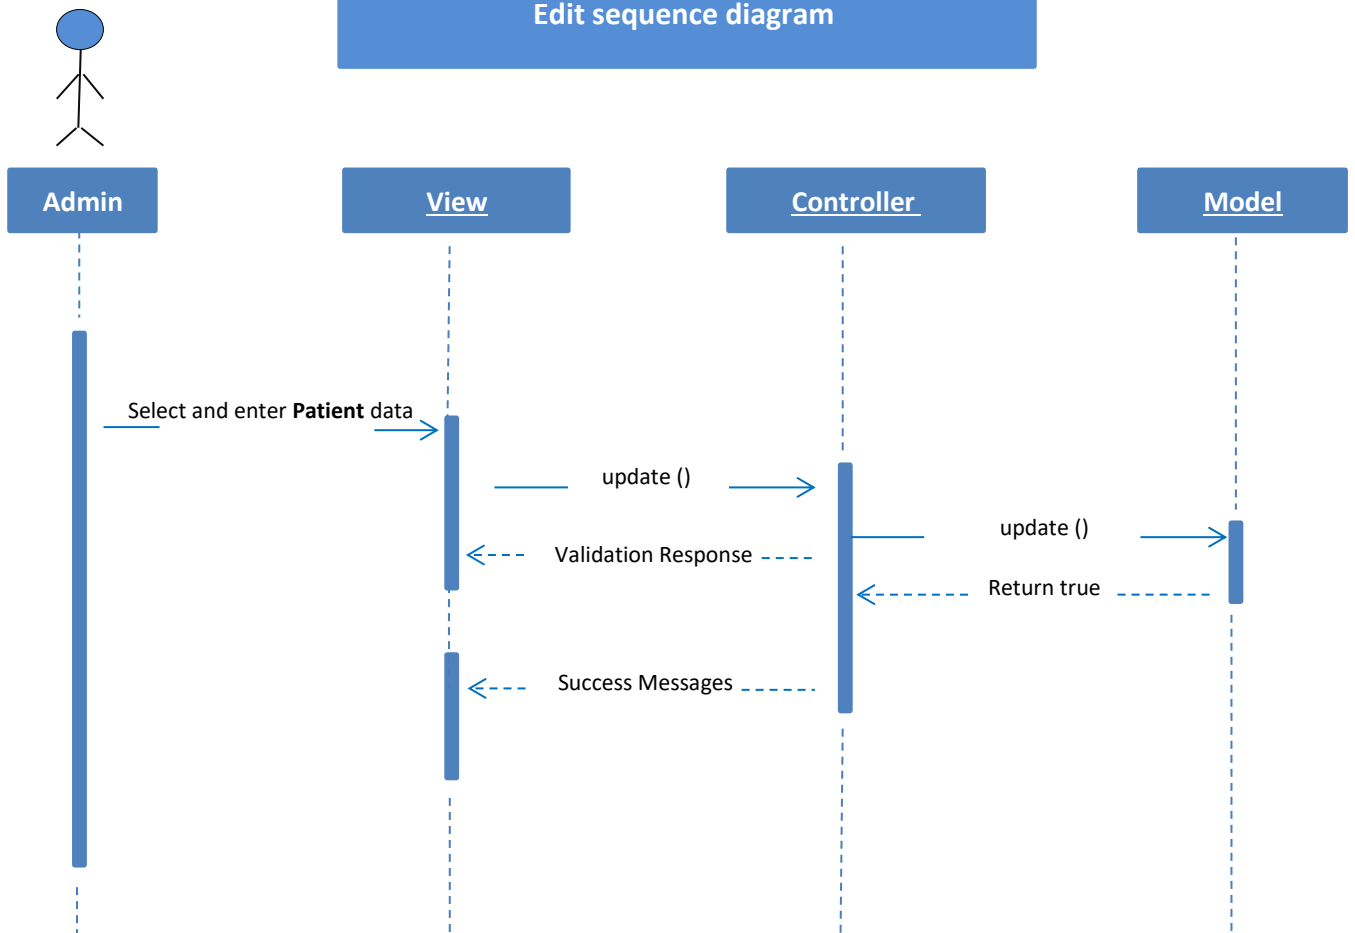 Edit sequence diagram
Admin
View
Controller
Model
Select and enter Patient data
update ()
update ()
Validation Response
Return true
Success Messages